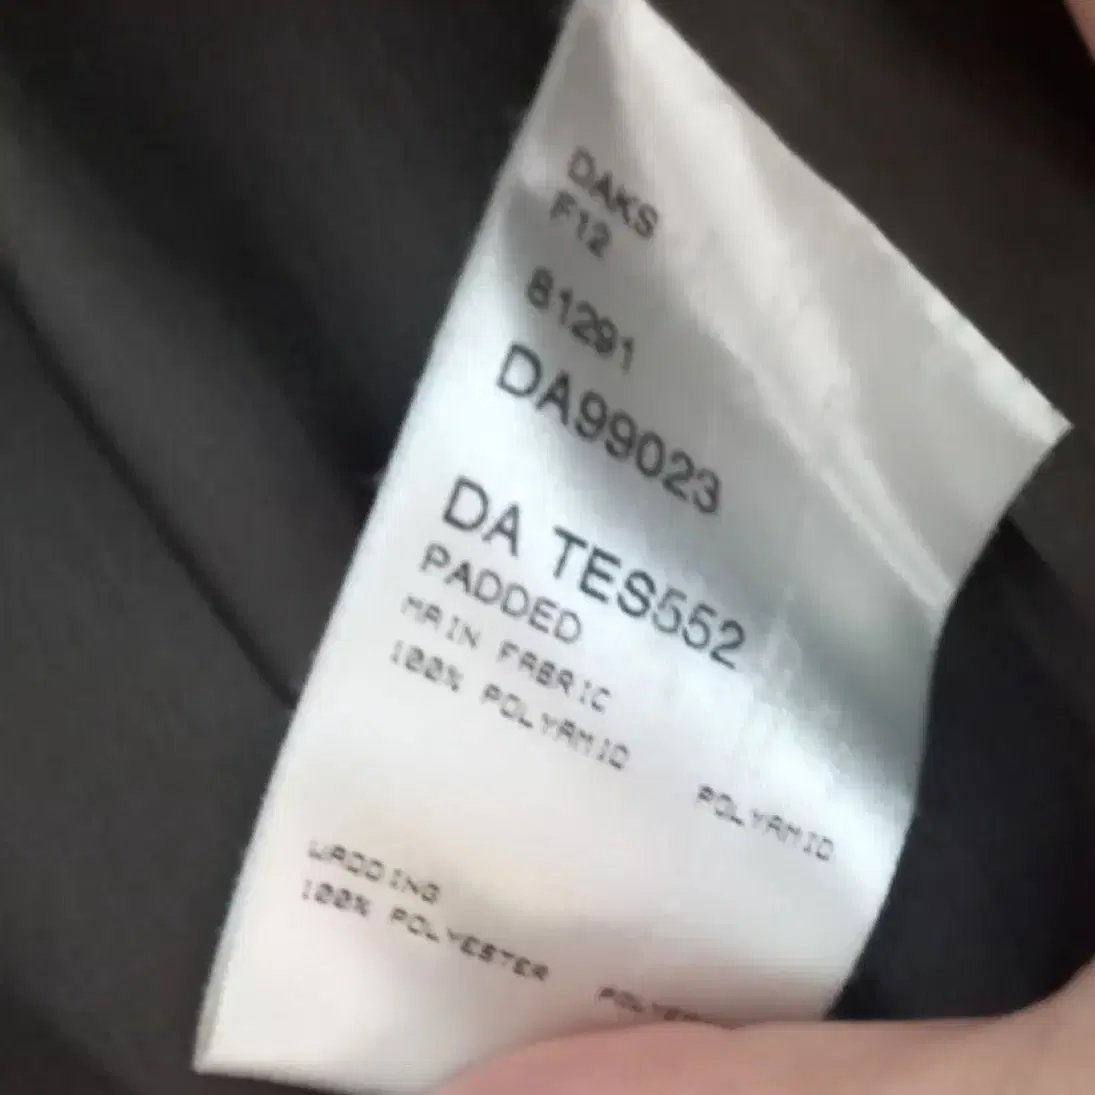 DAKS
F12
81291
DA99023
DA TES552
PADDED
MAIN FABRIC
100% POLYAMID POLYAMID
WADDING
100% POLYESTER